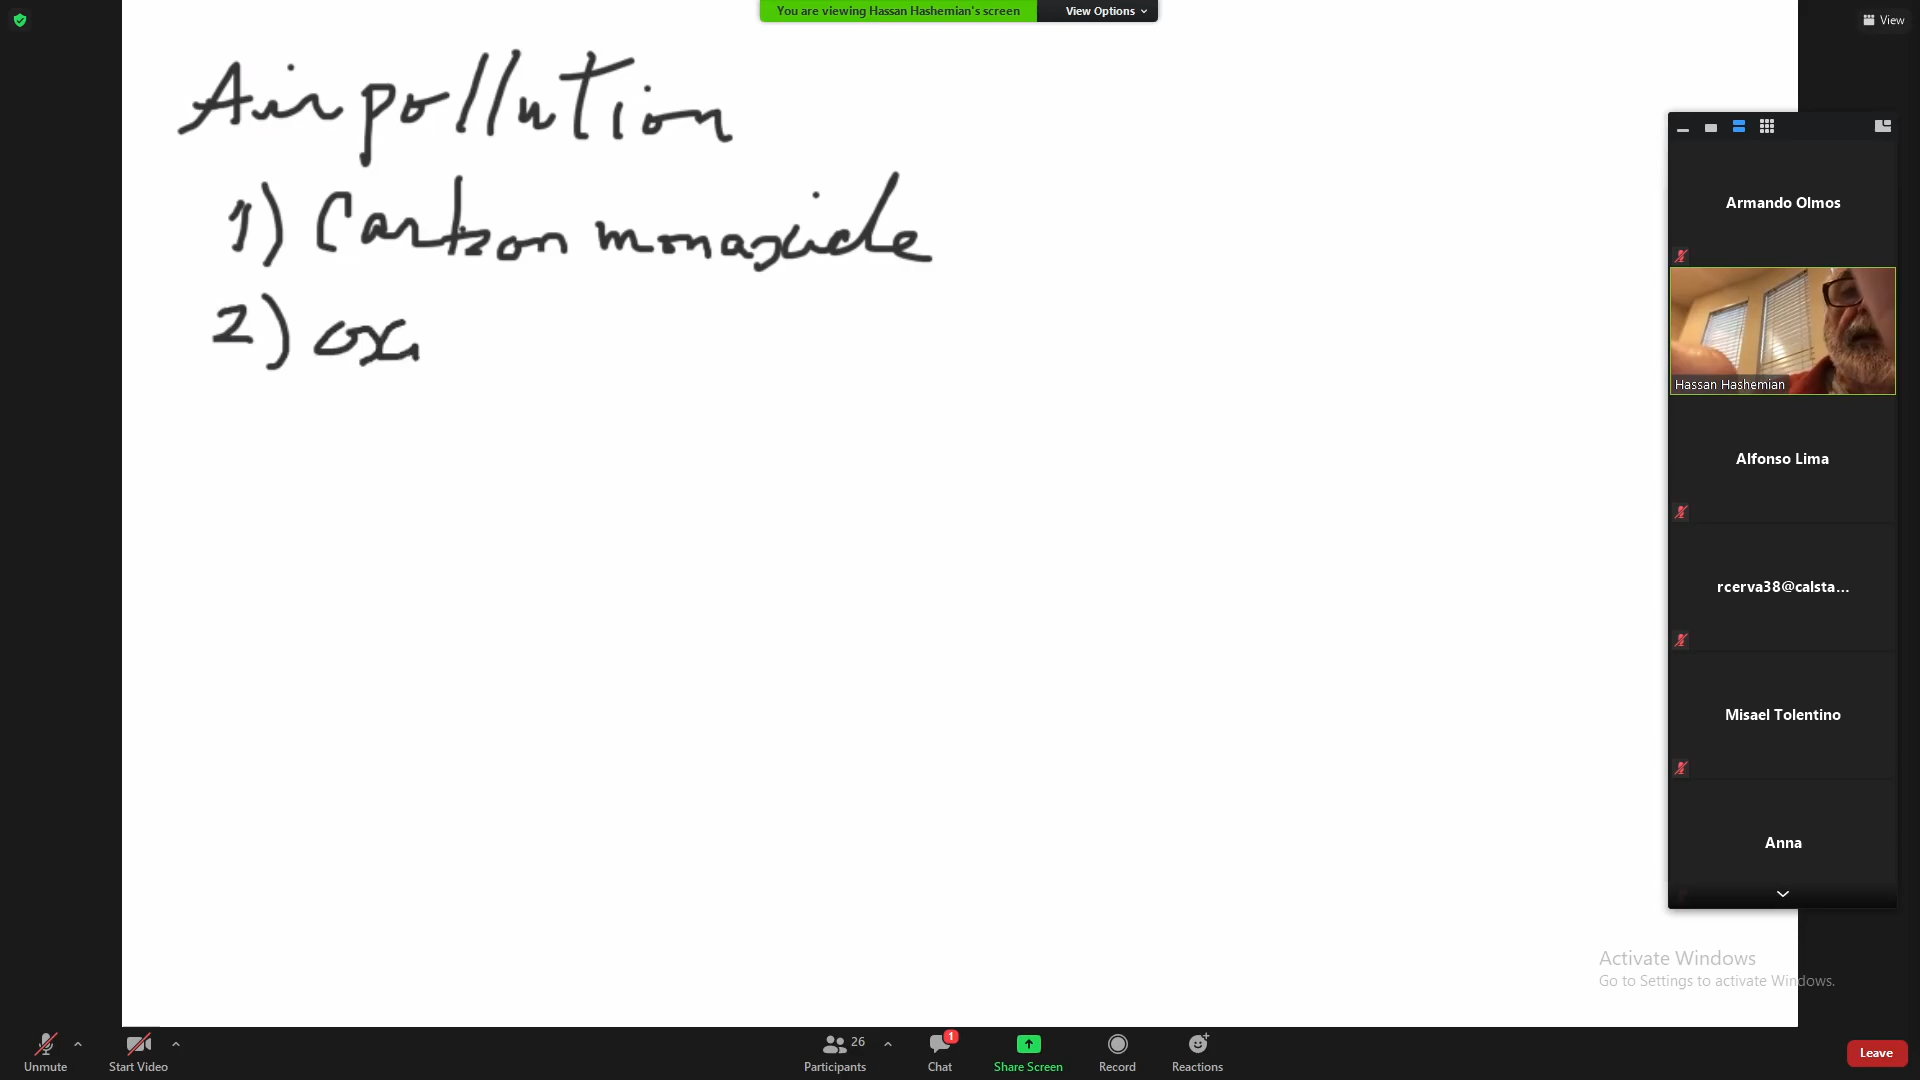 You are viewing Hassan Hashemian's screen
View Options
View
Air pollution
1) Carbon monoxide
2) oxi
Armando Olmos
Hassan Hashemian
Alfonso Lima
rcerva38@calsta...
Misael Tolentino
Anna
Activate Windows
Go to Settings to activate Windows.
Unmute
Start Video
26
Participants
1
Chat
Share Screen
Record
Reactions
Leave